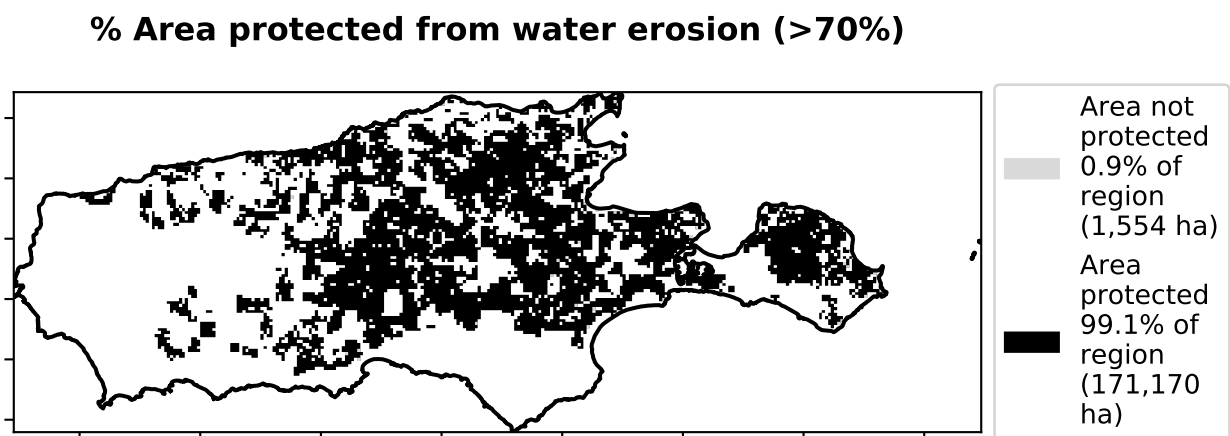 % Area protected from water erosion (>70%)
Area not
protected
0.9% of
region
(1,554 ha)
Area
protected
99.1% of
region
(171,170
ha)